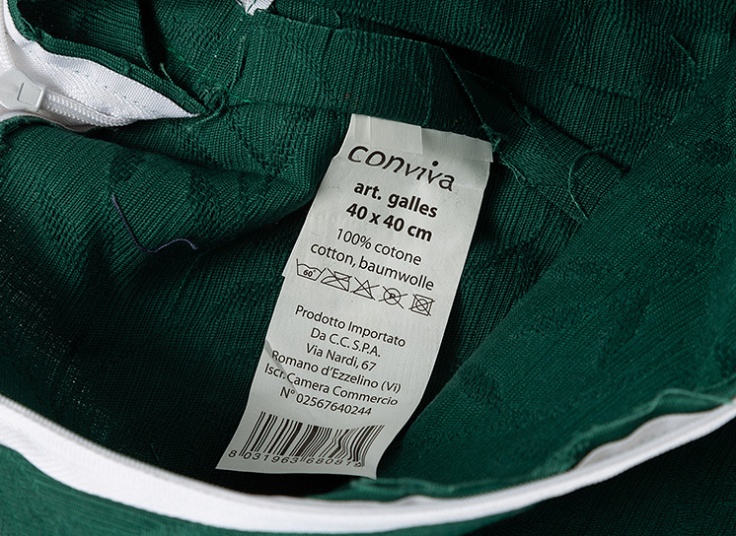 conviva
art. galles
40 x 40 cm
100% cotone
cotton, baumwolle
60°
P
Prodotto Importato
Da C.C. S.P.A.
Via Nardi, 67
Romano d'Ezzelino (Vi)
Iscr. Camera Commercio
N° 02567640244